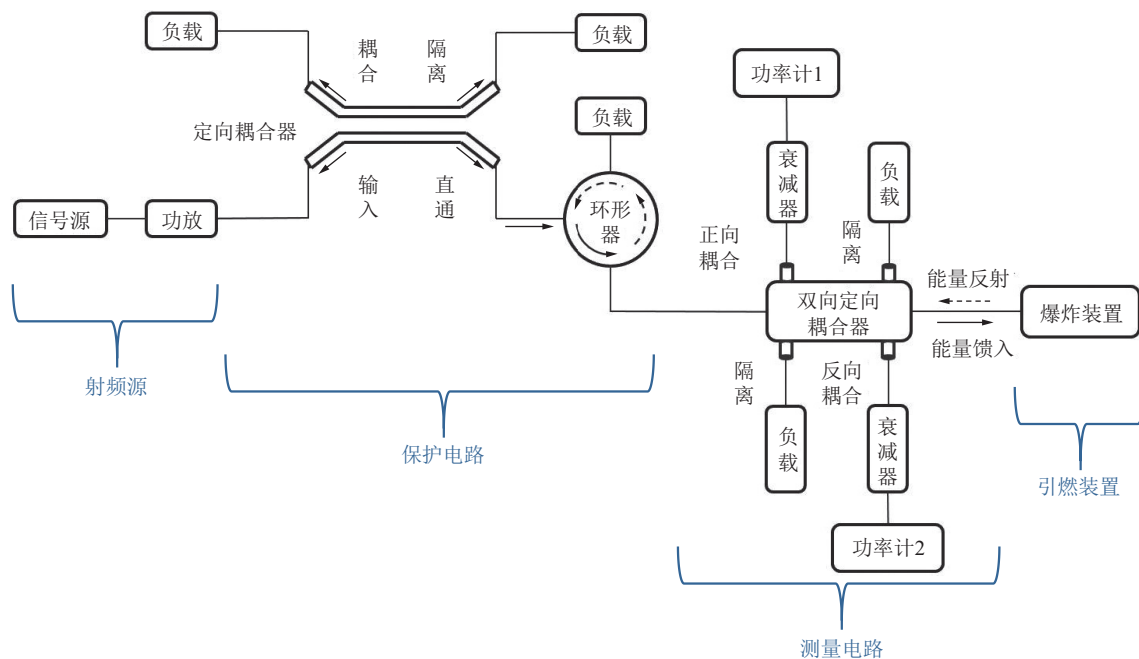 负载
耦合
隔离
负载
定向耦合器
输入
直通
信号源
功放
负载
环形器
功率计1
衰减器
负载
正向耦合
隔离
双向定向耦合器
能量反射
能量馈入
爆炸装置
隔离
反向耦合
负载
衰减器
功率计2
射频源
保护电路
测量电路
引燃装置